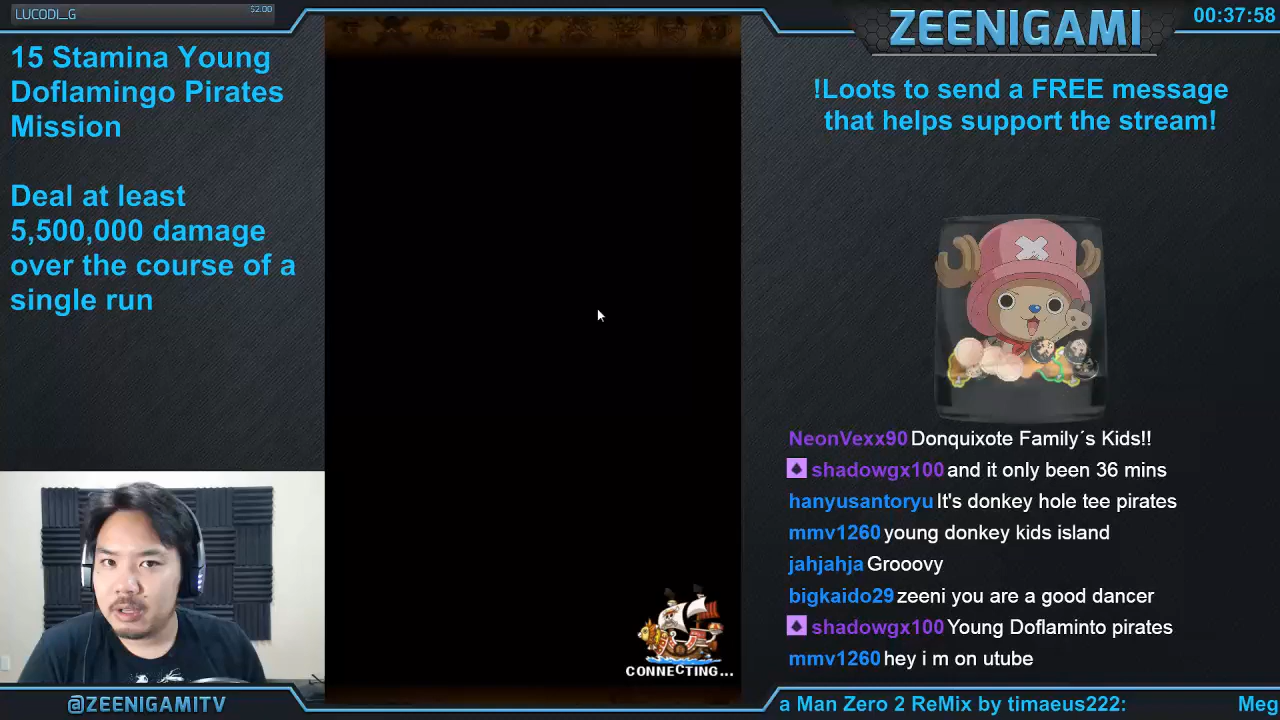 LUCODI_G
$2.00
15 Stamina Young
Doflamingo Pirates
Mission
Deal at least
5,500,000 damage
over the course of a
single run
CONNECTING...
@ZEENIGAMITV
ZEENIGAMI
00:37:58
!Loots to send a FREE message
that helps support the stream!
NeonVexx90 Donquixote Family´s Kids!!
shadowgx100 and it only been 36 mins
hanyusantoryu It's donkey hole tee pirates
mmv1260 young donkey kids island
jahjahja Grooovy
bigkaido29 zeeni you are a good dancer
shadowgx100 Young Doflaminto pirates
mmv1260 hey i m on utube
a Man Zero 2 ReMix by timaeus222: Meg